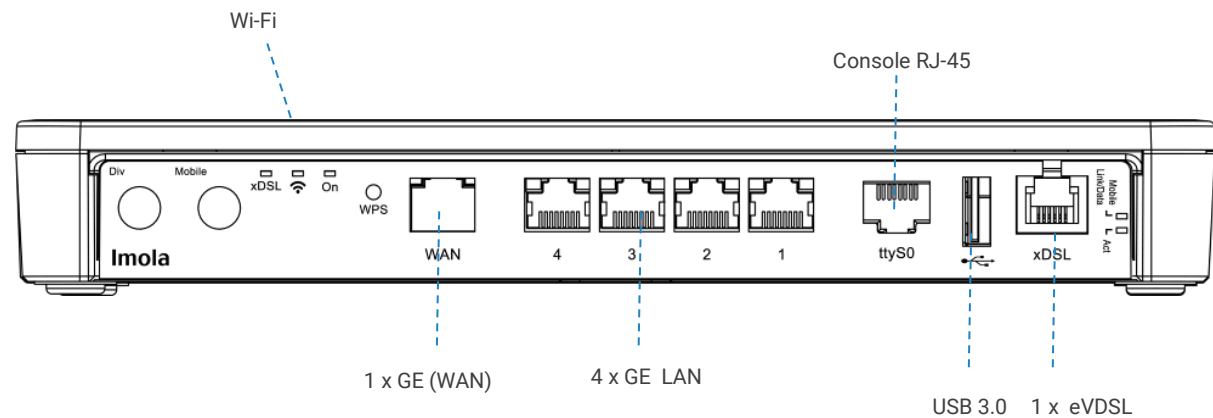 Wi-Fi
Console RJ-45
Div
Mobile
xDSL
On
WPS
Imola
WAN
4
3
2
1
ttyS0
xDSL
Mobile
Link/Data
Act
1 x GE (WAN)
4 x GE LAN
USB 3.0
1 x eVDSL